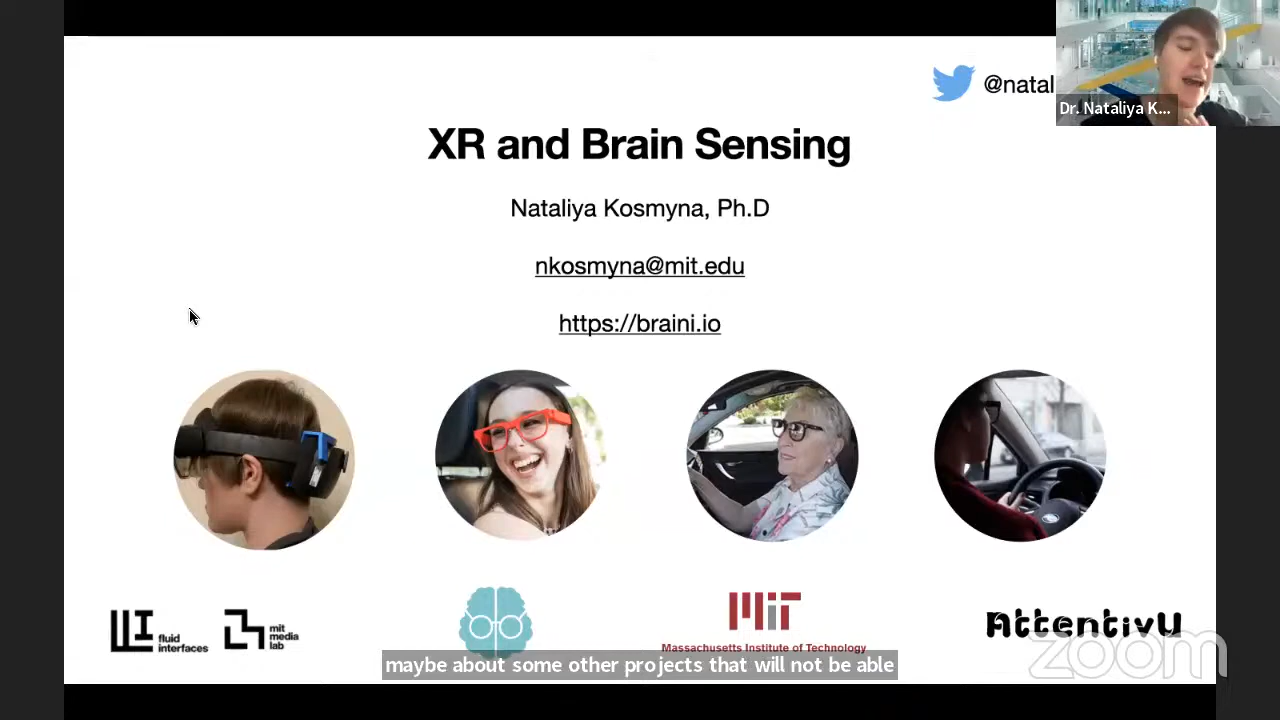 @natal
Dr. Nataliya K...
XR and Brain Sensing
Nataliya Kosmyna, Ph.D
nkosmyna@mit.edu
https://braini.io
fluid
interfaces
mit
media
lab
MIT
Massachusetts Institute of Technology
AttentivU
maybe about some other projects that will not be able
zoom